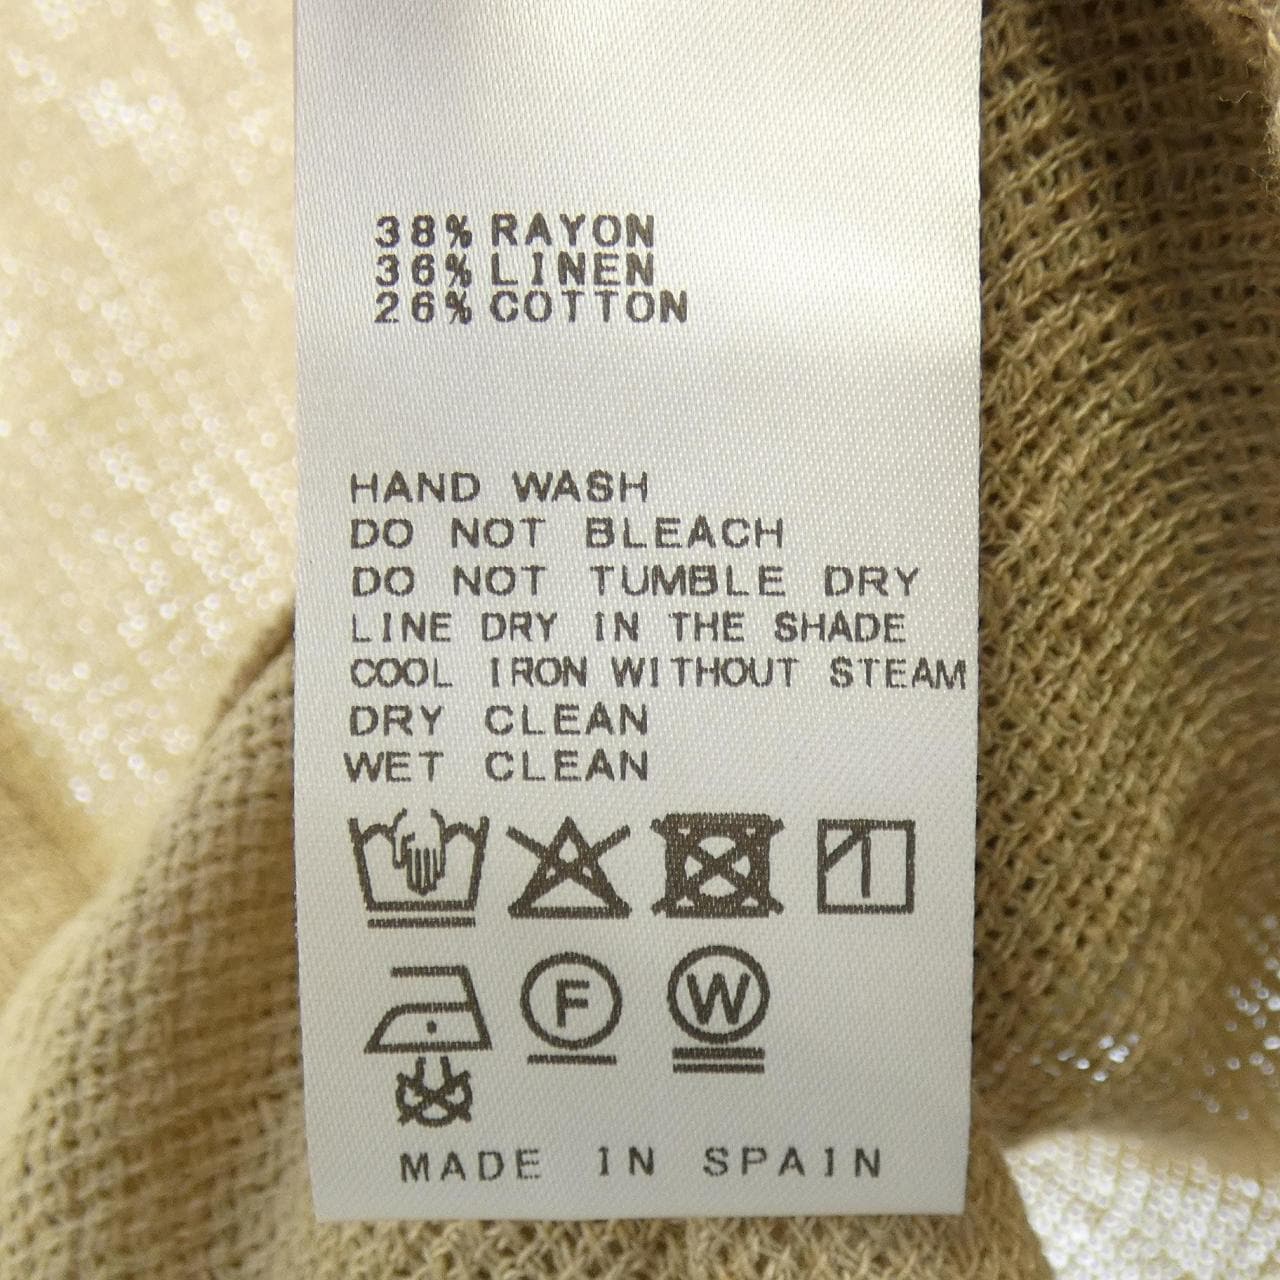 38% RAYON
36% LINEN
26% COTTON
HAND WASH
DO NOT BLEACH
DO NOT TUMBLE DRY
LINE DRY IN THE SHADE
COOL IRON WITHOUT STEAM
DRY CLEAN
WET CLEAN
F W
MADE IN SPAIN